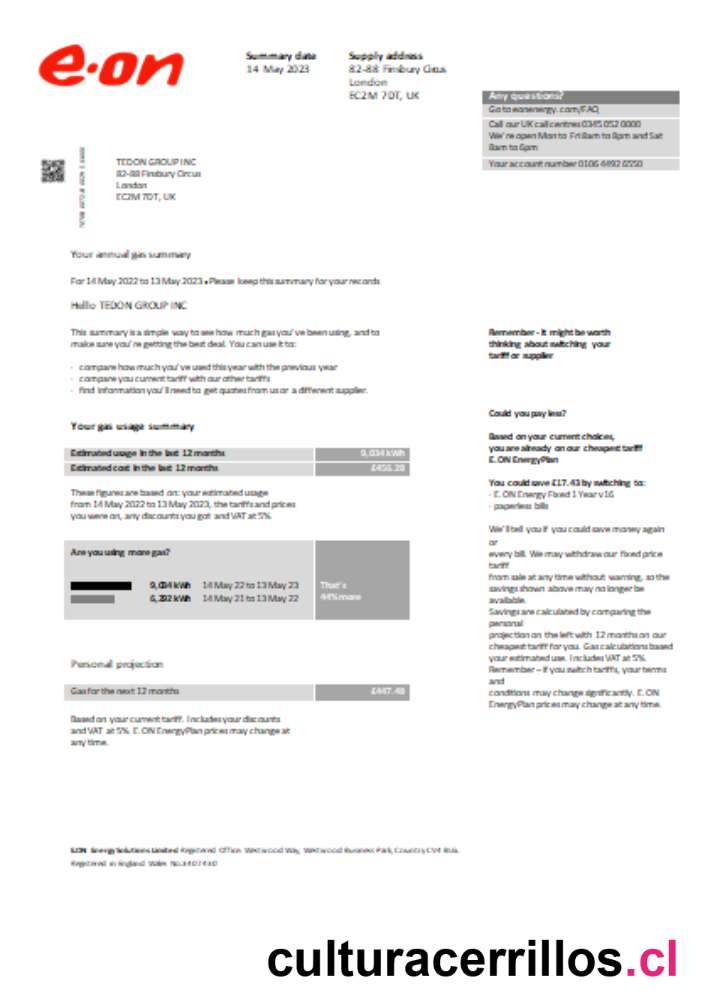 e·on
Summary date
14 May 2023
Supply address
82-88 Finsbury Circus
London
EC2M 7DT, UK
Any questions?
Go to eonenergy.com/FAQ
Call our UK call centres 0345 052 0000
We're open Mon to Fri 8am to 8pm and Sat
8am to 6pm
Your account number 0106 4492 6550
TEDON GROUP INC
82-88 Finsbury Circus
London
EC2M 7DT, UK
Your annual gas summary
For 14 May 2022 to 13 May 2023 • Please keep this summary for your records
Hello TEDON GROUP INC
This summary is a simple way to see how much gas you've been using, and to
make sure you're getting the best deal. You can use it to:
- compare how much you've used this year with the previous year
- compare you current tariff with our other tariffs
- find information you'll need to get quotes from us or a different supplier.
Your gas usage summary
Estimated usage in the last 12 months 9,034 kWh
Estimated cost in the last 12 months £456.28
These figures are based on: your estimated usage
from 14 May 2022 to 13 May 2023, the tariffs and prices
you were on, any discounts you got and VAT at 5%
Are you using more gas?
9,034 kWh 14 May 22 to 13 May 23
6,292 kWh 14 May 21 to 13 May 22
That's
44% more
Personal projection
Gas for the next 12 months £447.48
Based on your current tariff. Includes your discounts
and VAT at 5%. E.ON EnergyPlan prices may change at
any time.
Remember - it might be worth
thinking about switching your
tariff or supplier
Could you pay less?
Based on your current choices,
you are already on our cheapest tariff
E.ON EnergyPlan
You could save £17.43 by switching to:
- E.ON Energy Fixed 1 Year v16
- paperless bills
We'll tell you if you could save money again
or
every bill. We may withdraw our fixed price
tariff
from sale at any time without warning, so the
savings shown above may no longer be
available.
Savings are calculated by comparing the
personal
projection on the left with 12 months on our
cheapest tariff for you. Gas calculations based
your estimated use. Includes VAT at 5%.
Remember – if you switch tariffs, your terms
and
conditions may change significantly. E.ON
EnergyPlan prices may change at any time.
E.ON Energy Solutions Limited Registered Office: Westwood Way, Westwood Business Park, Coventry CV4 8LG.
Registered in England Wales No.3407430
culturacerrillos.cl